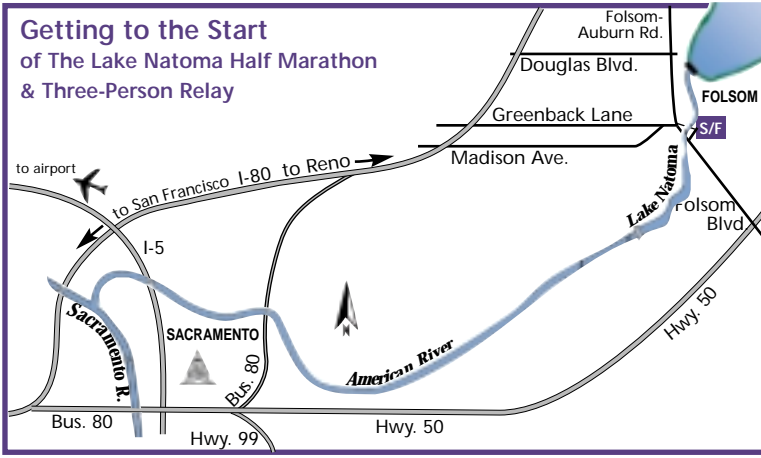 Getting to the Start
of The Lake Natoma Half Marathon
& Three-Person Relay
Folsom-
Auburn Rd.
Douglas Blvd.
FOLSOM
Greenback Lane
S/F
Madison Ave.
to airport
to San Francisco
I-80
to Reno
Lake Natoma
Folsom
Blvd
I-5
Sacramento R.
SACRAMENTO
N
Hwy. 50
American River
Bus. 80
Bus. 80
Hwy. 50
Hwy. 99